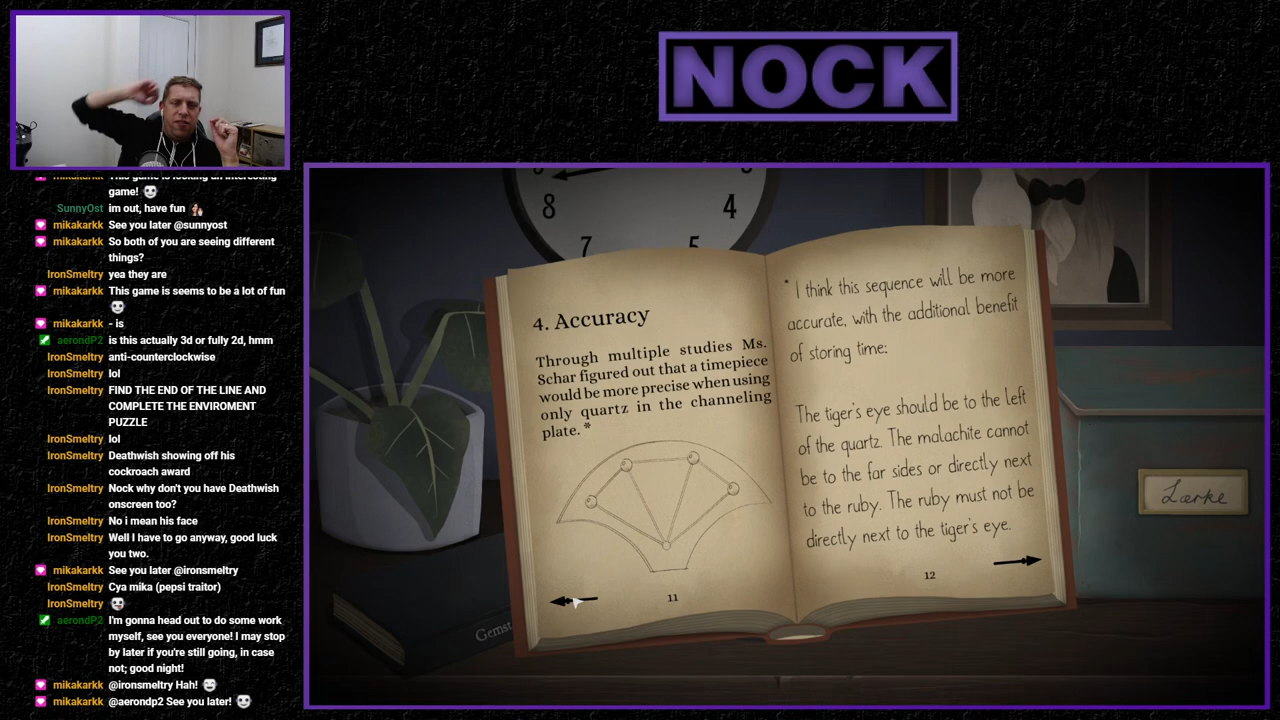 NOCK
game!
SunnyOst im out, have fun
mikakarkk See you later @sunnyost
mikakarkk So both of you are seeing different
things?
IronSmeltry yea they are
mikakarkk This game is seems to be a lot of fun
mikakarkk - is
aerondP2 is this actually 3d or fully 2d, hmm
IronSmeltry anti-counterclockwise
IronSmeltry lol
IronSmeltry FIND THE END OF THE LINE AND
COMPLETE THE ENVIROMENT
PUZZLE
IronSmeltry lol
IronSmeltry Deathwish showing off his
cockroach award
IronSmeltry Nock why don't you have Deathwish
onscreen too?
IronSmeltry No i mean his face
IronSmeltry Well I have to go anyway, good luck
you two.
mikakarkk See you later @ironsmeltry
IronSmeltry Cya mika (pepsi traitor)
IronSmeltry
aerondP2 I'm gonna head out to do some work
myself, see you everyone! I may stop
by later if you're still going, in case
not; good night!
mikakarkk @ironsmeltry Hah!
mikakarkk @aerondp2 See you later!
8
4
7
5
4. Accuracy
Through multiple studies Ms.
Schar figured out that a timepiece
would be more precise when using
only quartz in the channeling
plate. *
11
* I think this sequence will be more
accurate, with the additional benefit
of storing time:
The tiger's eye should be to the left
of the quartz. The malachite cannot
be to the far sides or directly next
to the ruby. The ruby must not be
directly next to the tiger's eye.
12
Lærke